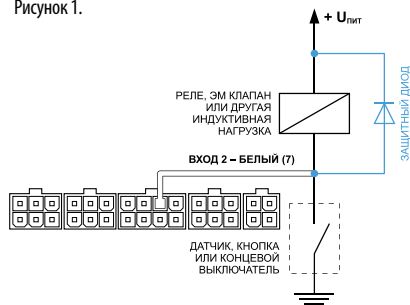 Рисунок 1.
+ Uпит
РЕЛЕ, ЭМ КЛАПАН
ИЛИ ДРУГАЯ
ИНДУКТИВНАЯ
НАГРУЗКА
ЗАЩИТНЫЙ ДИОД
ВХОД 2 – БЕЛЫЙ (7)
ДАТЧИК, КНОПКА
ИЛИ КОНЦЕВОЙ
ВЫКЛЮЧАТЕЛЬ